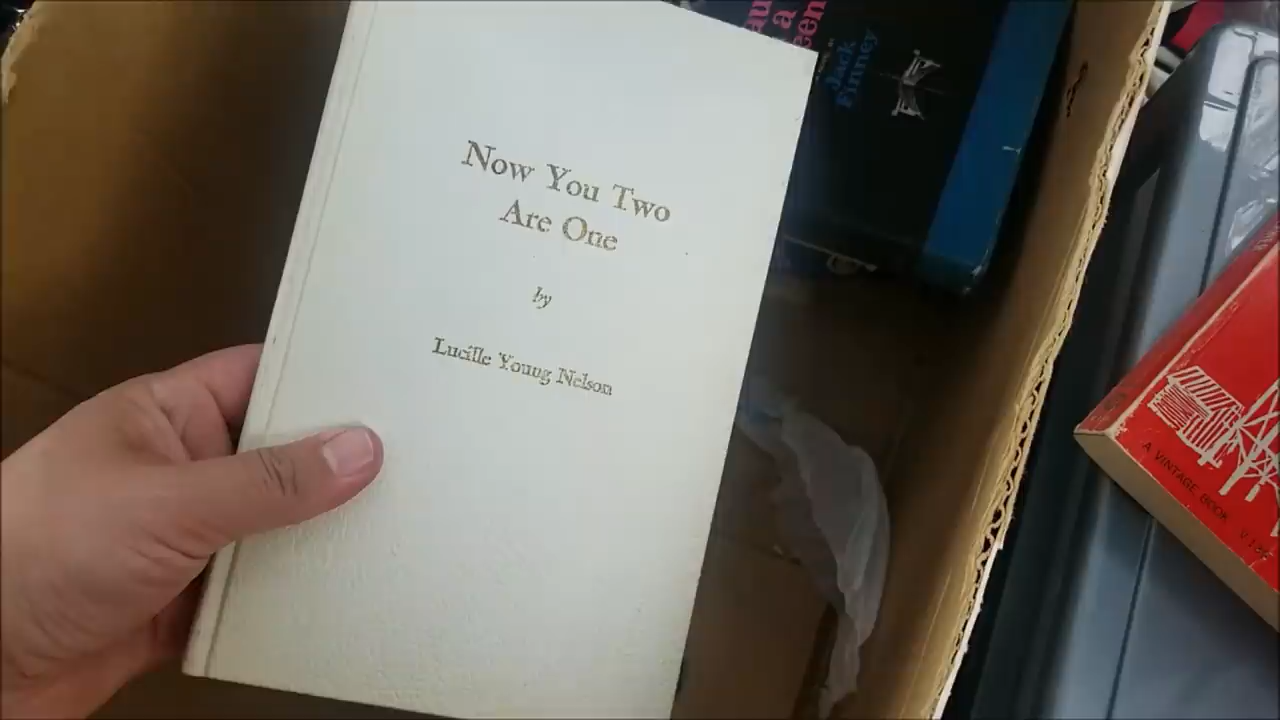 Now You Two
Are One
by
Lucille Young Nelson
Jack
Finney
a
A VINTAGE BOOK